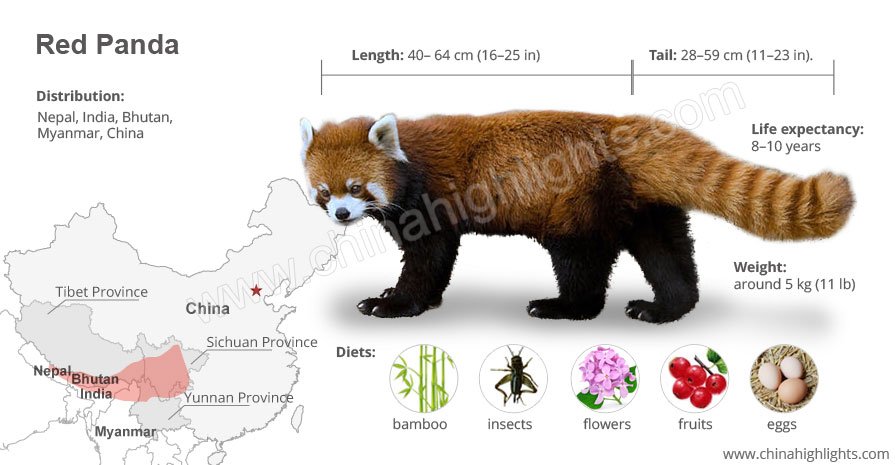 Red Panda
Distribution:
Nepal, India, Bhutan,
Myanmar, China
Length: 40– 64 cm (16–25 in)
Tail: 28–59 cm (11–23 in).
Life expectancy:
8–10 years
Weight:
around 5 kg (11 lb)
www.chinahighlights.com
Tibet Province
China
Sichuan Province
Nepal
Bhutan
India
Yunnan Province
Myanmar
Diets:
bamboo
insects
flowers
fruits
eggs
www.chinahighlights.com